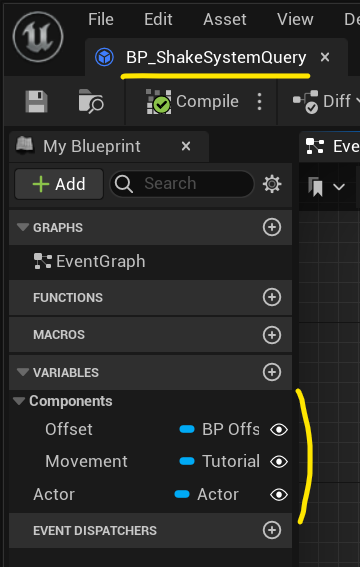 File Edit Asset View D
BP_ShakeSystemQuery
Compile Diff
My Blueprint Eve
Add Search
GRAPHS
EventGraph
FUNCTIONS
MACROS
VARIABLES
Components
Offset BP Offs
Movement Tutorial
Actor Actor
EVENT DISPATCHERS